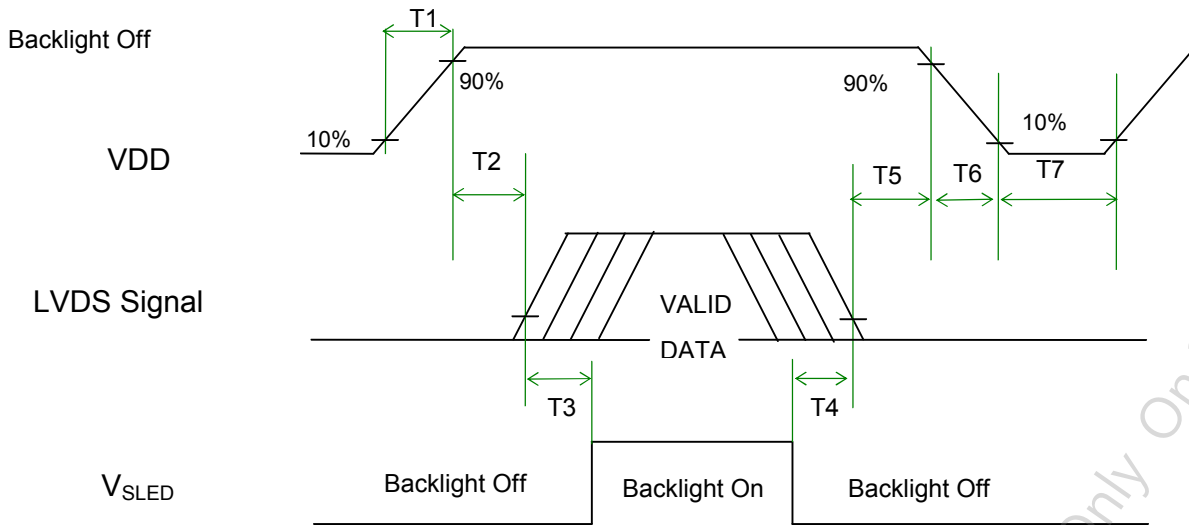 T1
Backlight Off
90%
90%
10%
10%
VDD
T2
T5
T6
T7
LVDS Signal
VALID
DATA
T3
T4
VSLED
Backlight Off
Backlight On
Backlight Off
Only